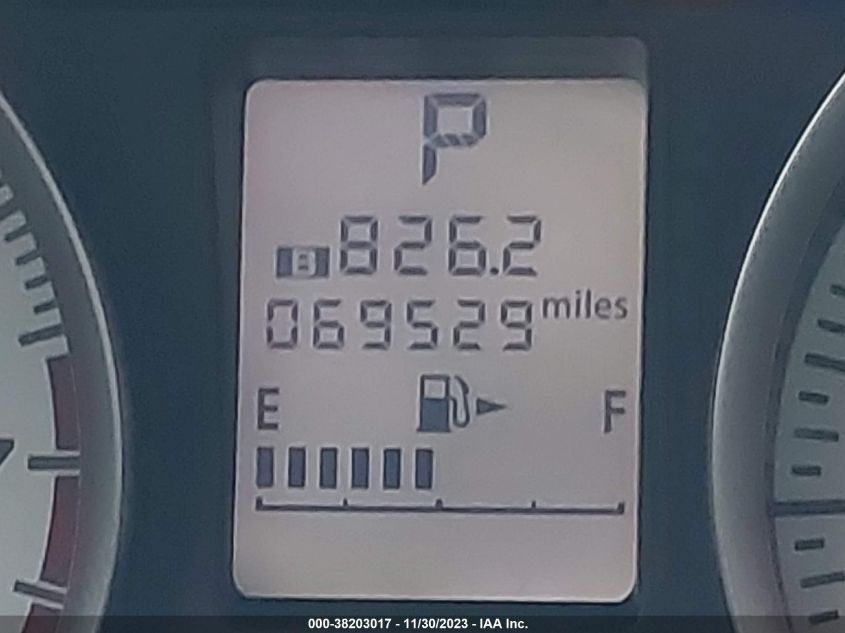 P
B 826.2
069529 miles
E F
000-38203017 - 11/30/2023 - IAA Inc.